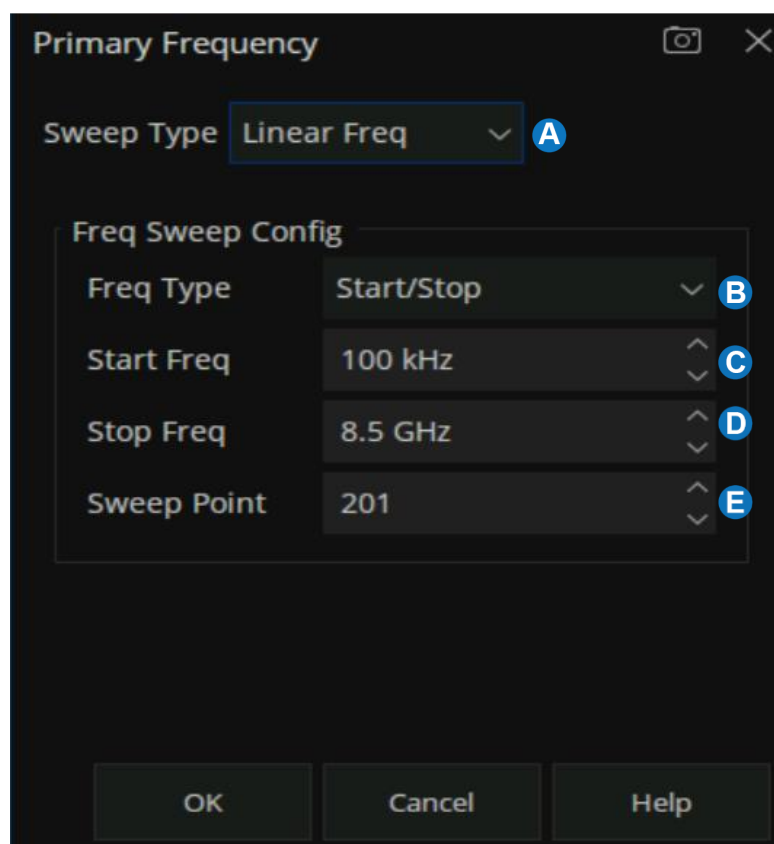 Primary Frequency
Sweep Type Linear Freq A
Freq Sweep Config
Freq Type Start/Stop B
Start Freq 100 kHz C
Stop Freq 8.5 GHz D
Sweep Point 201 E
OK Cancel Help